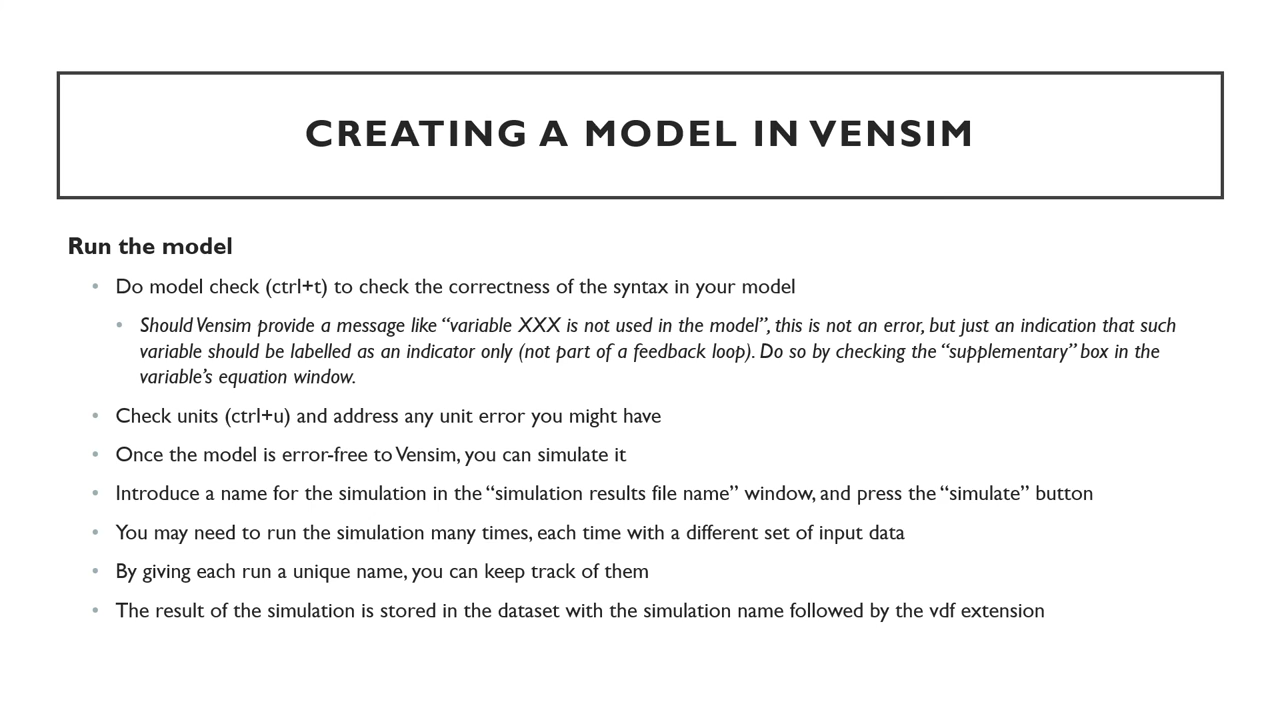 CREATING A MODEL IN VENSIM
Run the model
• Do model check (ctrl+t) to check the correctness of the syntax in your model
• Should Vensim provide a message like “variable XXX is not used in the model”, this is not an error, but just an indication that such
variable should be labelled as an indicator only (not part of a feedback loop). Do so by checking the “supplementary” box in the
variable’s equation window.
• Check units (ctrl+u) and address any unit error you might have
• Once the model is error-free to Vensim, you can simulate it
• Introduce a name for the simulation in the “simulation results file name” window, and press the “simulate” button
• You may need to run the simulation many times, each time with a different set of input data
• By giving each run a unique name, you can keep track of them
• The result of the simulation is stored in the dataset with the simulation name followed by the vdf extension